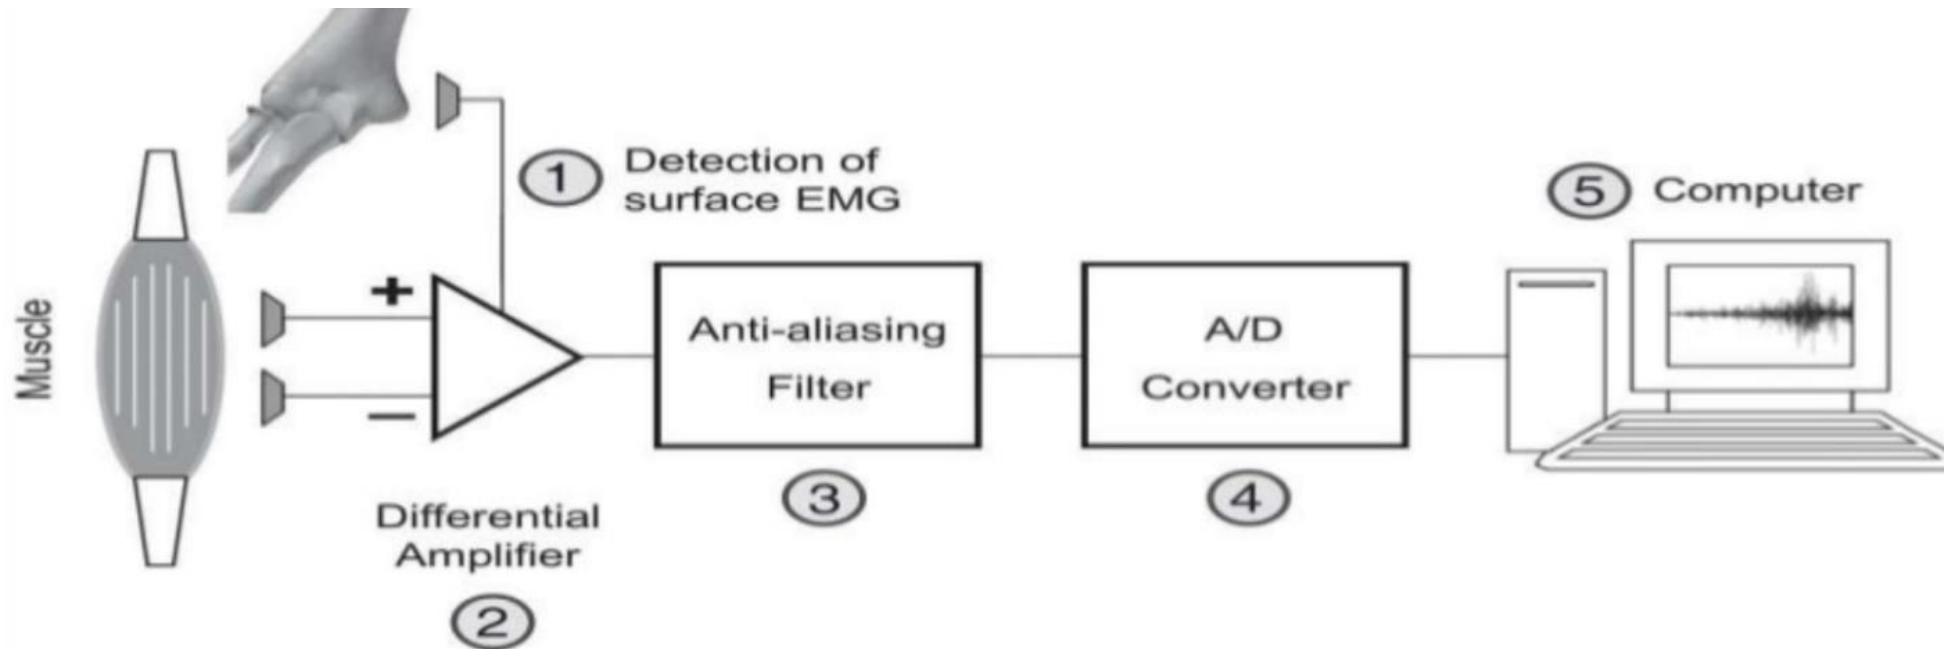 Muscle
+
−
1
Detection of
surface EMG
Differential
Amplifier
2
Anti-aliasing
Filter
3
A/D
Converter
4
5 Computer